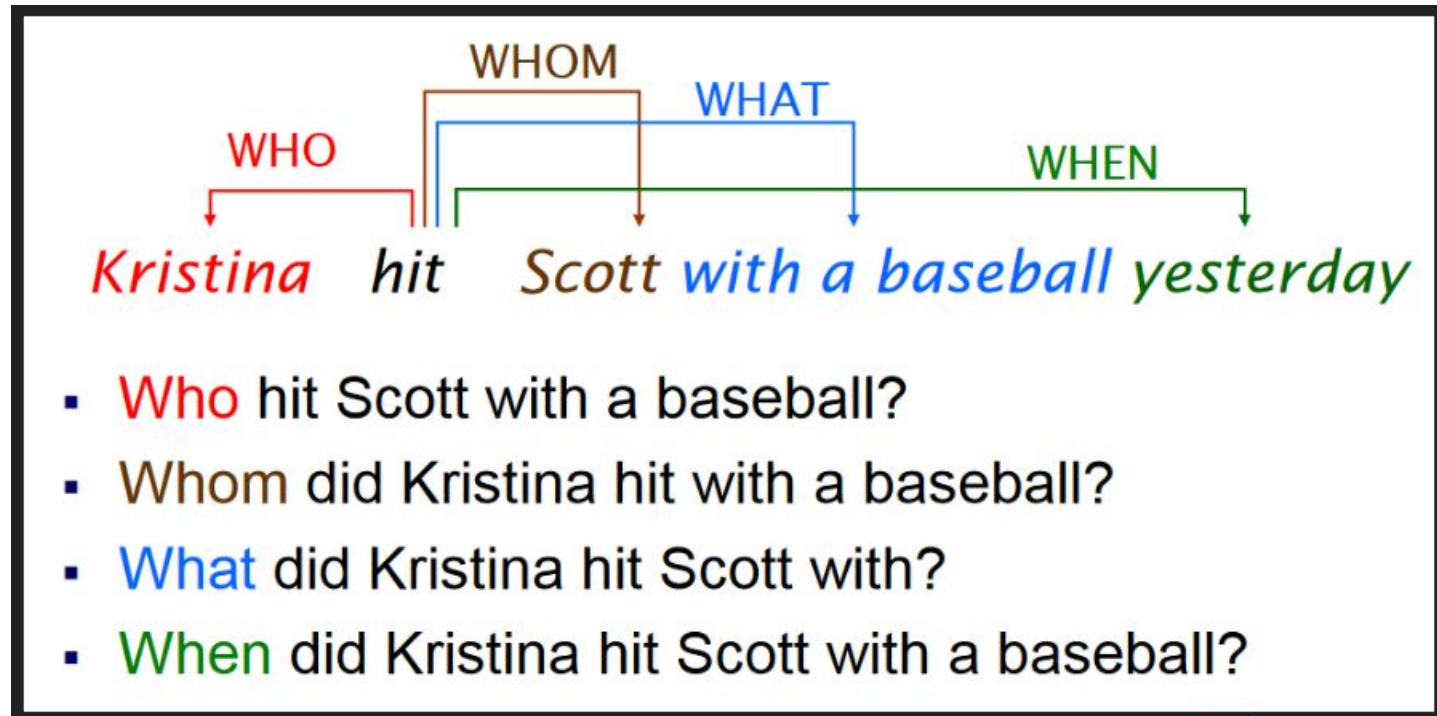 WHOM
WHAT
WHO
WHEN
Kristina hit Scott with a baseball yesterday
▪ Who hit Scott with a baseball?
▪ Whom did Kristina hit with a baseball?
▪ What did Kristina hit Scott with?
▪ When did Kristina hit Scott with a baseball?